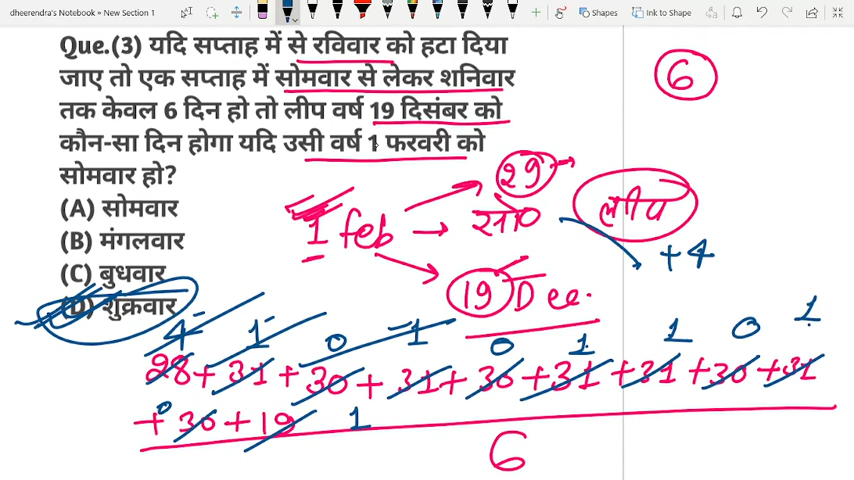 dheerendra's Notebook » New Section 1
Shapes
Ink to Shape
Que.(3) यदि सप्ताह में से रविवार को हटा दिया
जाए तो एक सप्ताह में सोमवार से लेकर शनिवार
तक केवल 6 दिन हो तो लीप वर्ष 19 दिसंबर को
कौन-सा दिन होगा यदि उसी वर्ष 1 फरवरी को
सोमवार हो?
(A) सोमवार
(B) मंगलवार
(C) बुधवार
(D) शुक्रवार
6
29
1 feb → सोम
लीप
+4
19 Dec.
4 1 0 1 0 1 1 0 1
28 + 31 + 30 + 31 + 30 + 31 + 31 + 30 + 31
0 1
+ 30 + 19
6